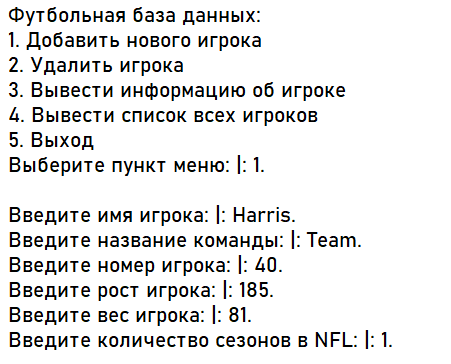 Футбольная база данных:
1. Добавить нового игрока
2. Удалить игрока
3. Вывести информацию об игроке
4. Вывести список всех игроков
5. Выход
Выберите пункт меню: |: 1.
Введите имя игрока: |: Harris.
Введите название команды: |: Team.
Введите номер игрока: |: 40.
Введите рост игрока: |: 185.
Введите вес игрока: |: 81.
Введите количество сезонов в NFL: |: 1.